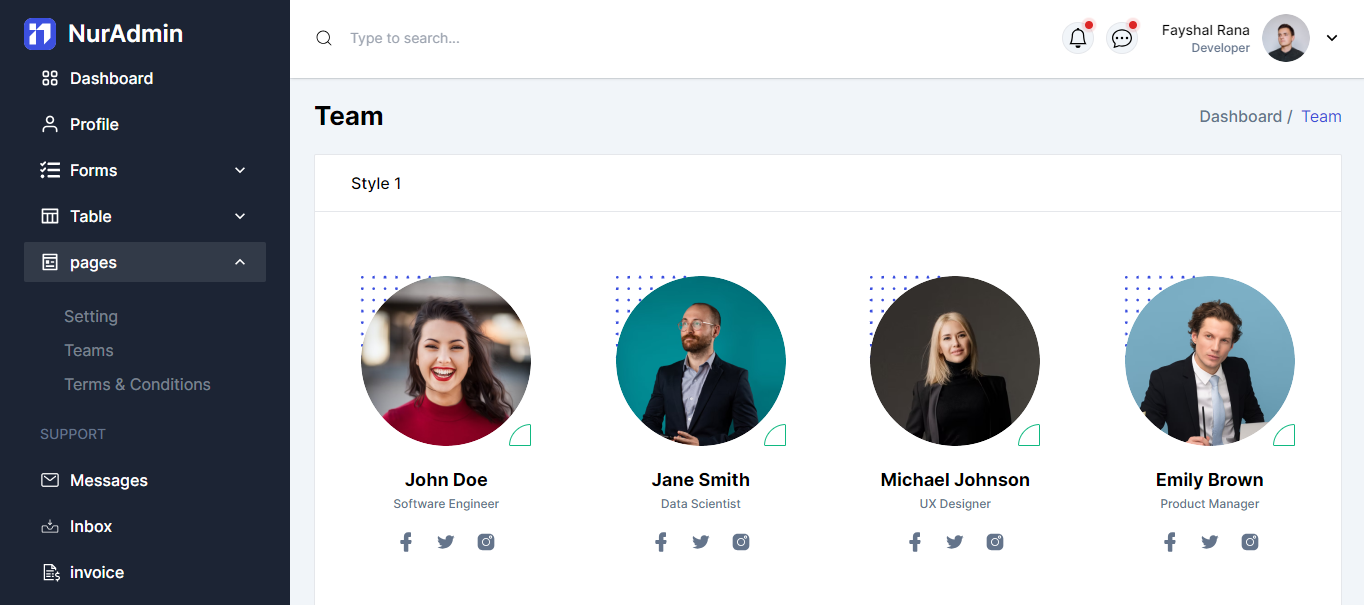 NurAdmin
Dashboard
Profile
Forms
Table
pages
Setting
Teams
Terms & Conditions
SUPPORT
Messages
Inbox
invoice
Type to search...
Fayshal Rana
Developer
Team
Dashboard / Team
Style 1
John Doe
Software Engineer
Jane Smith
Data Scientist
Michael Johnson
UX Designer
Emily Brown
Product Manager